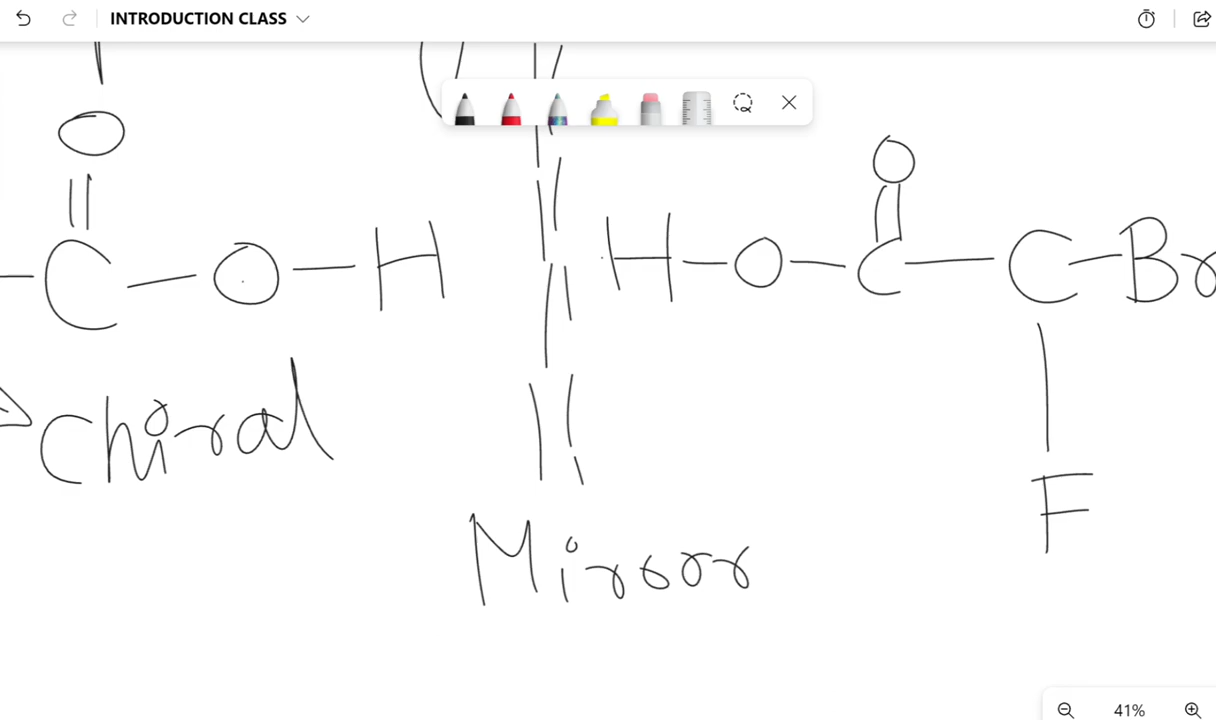 INTRODUCTION CLASS
O O
C - O - H H - O - C - C - Br
Chiral
F
Mirror
41%